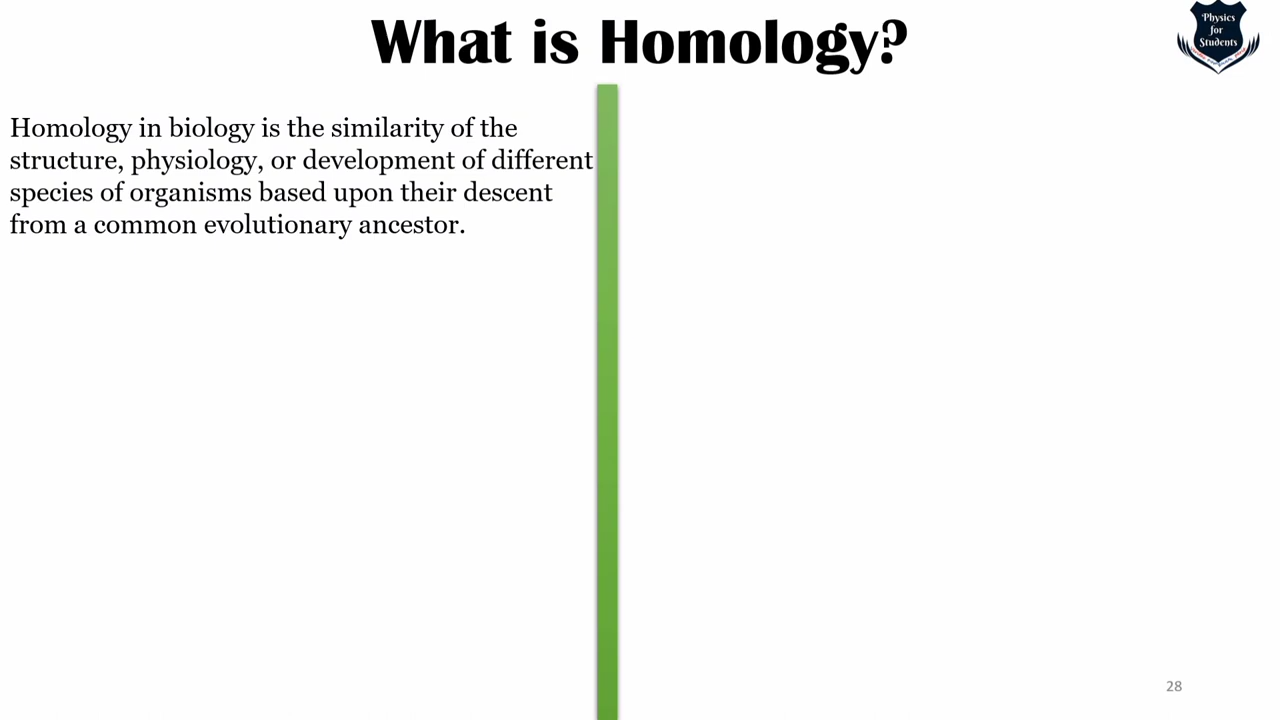 What is Homology?
Physics
for
Students
Homology in biology is the similarity of the
structure, physiology, or development of different
species of organisms based upon their descent
from a common evolutionary ancestor.
28